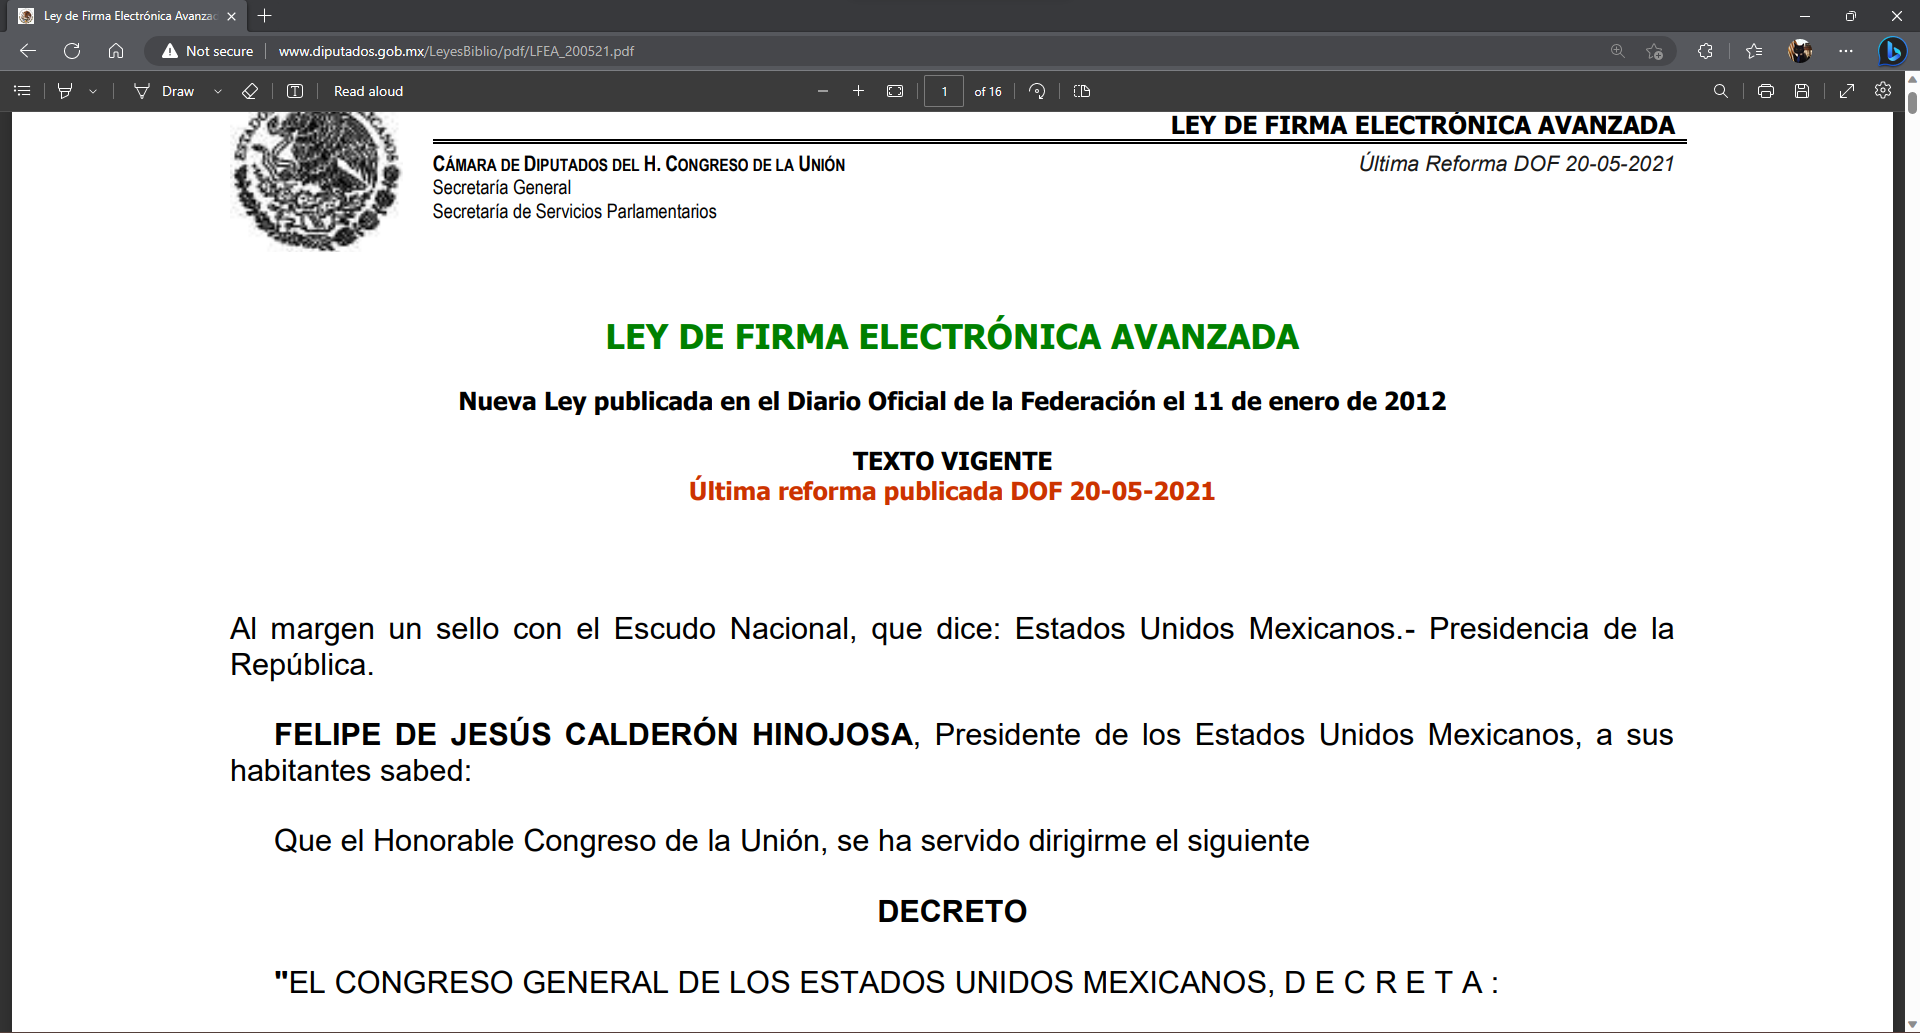 Ley de Firma Electrónica Avanzad
Not secure
www.diputados.gob.mx/LeyesBiblio/pdf/LFEA_200521.pdf
Draw
Read aloud
1 of 16
LEY DE FIRMA ELECTRÓNICA AVANZADA
CÁMARA DE DIPUTADOS DEL H. CONGRESO DE LA UNIÓN
Última Reforma DOF 20-05-2021
Secretaría General
Secretaría de Servicios Parlamentarios
LEY DE FIRMA ELECTRÓNICA AVANZADA
Nueva Ley publicada en el Diario Oficial de la Federación el 11 de enero de 2012
TEXTO VIGENTE
Última reforma publicada DOF 20-05-2021
Al margen un sello con el Escudo Nacional, que dice: Estados Unidos Mexicanos.- Presidencia de la
República.
FELIPE DE JESÚS CALDERÓN HINOJOSA, Presidente de los Estados Unidos Mexicanos, a sus
habitantes sabed:
Que el Honorable Congreso de la Unión, se ha servido dirigirme el siguiente
DECRETO
"EL CONGRESO GENERAL DE LOS ESTADOS UNIDOS MEXICANOS, D E C R E T A :